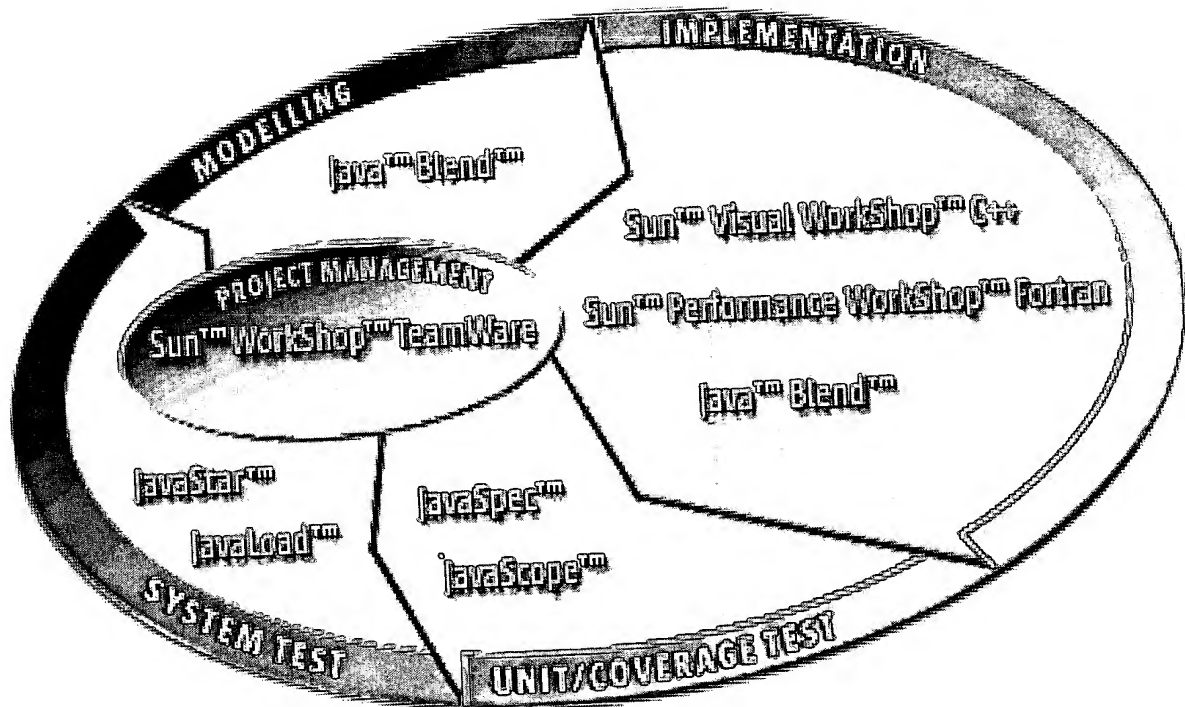 IMPLEMENTATION
MODELLING
Java™ Blend™
Sun™ Visual WorkShop™ C++
PROJECT MANAGEMENT
Sun™ WorkShop™ TeamWare
Sun™ Performance WorkShop™ Fortran
Java™ Blend™
JavaStar™
JavaLoad™
JavaSpec™
JavaScope™
SYSTEM TEST
UNIT/COVERAGE TEST